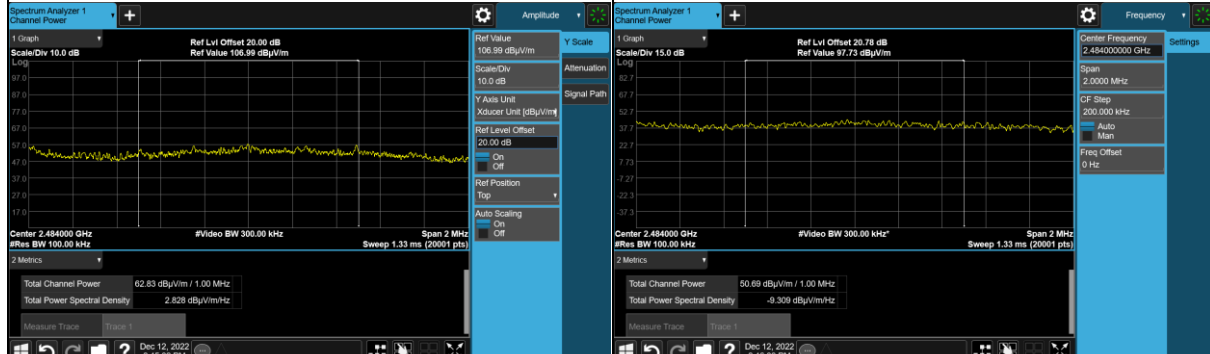 Spectrum Analyzer 1
Channel Power
Amplitude
1 Graph
Scale/Div 10.0 dB
Ref Lvl Offset 20.00 dB
Ref Value 106.99 dBµV/m
Log
97.0
87.0
77.0
67.0
57.0
47.0
37.0
27.0
17.0
Center 2.484000 GHz
#Video BW 300.00 kHz
Span 2 MHz
#Res BW 100.00 kHz
Sweep 1.33 ms (20001 pts)
2 Metrics
Total Channel Power 62.83 dBµV/m / 1.00 MHz
Total Power Spectral Density 2.828 dBµV/m/Hz
Measure Trace Trace 1
Dec 12, 2022
Ref Value
106.99 dBµV/m
Scale/Div
10.0 dB
Y Axis Unit
Xducer Unit [dBµV/m]
Ref Level Offset
20.00 dB
On
Off
Ref Position
Top
Auto Scaling
On
Off
Y Scale
Attenuation
Signal Path
Spectrum Analyzer 1
Channel Power
Frequency
1 Graph
Scale/Div 15.0 dB
Ref Lvl Offset 20.78 dB
Ref Value 97.73 dBµV/m
Log
82.7
67.7
52.7
37.7
22.7
7.73
-7.27
-22.3
-37.3
Center 2.484000 GHz
#Video BW 300.00 kHz*
Span 2 MHz
#Res BW 100.00 kHz
Sweep 1.33 ms (20001 pts)
2 Metrics
Total Channel Power 50.69 dBµV/m / 1.00 MHz
Total Power Spectral Density -9.309 dBµV/m/Hz
Measure Trace Trace 1
Dec 12, 2022
Center Frequency
2.484000000 GHz
Span
2.0000 MHz
CF Step
200.000 kHz
Auto
Man
Freq Offset
0 Hz
Settings